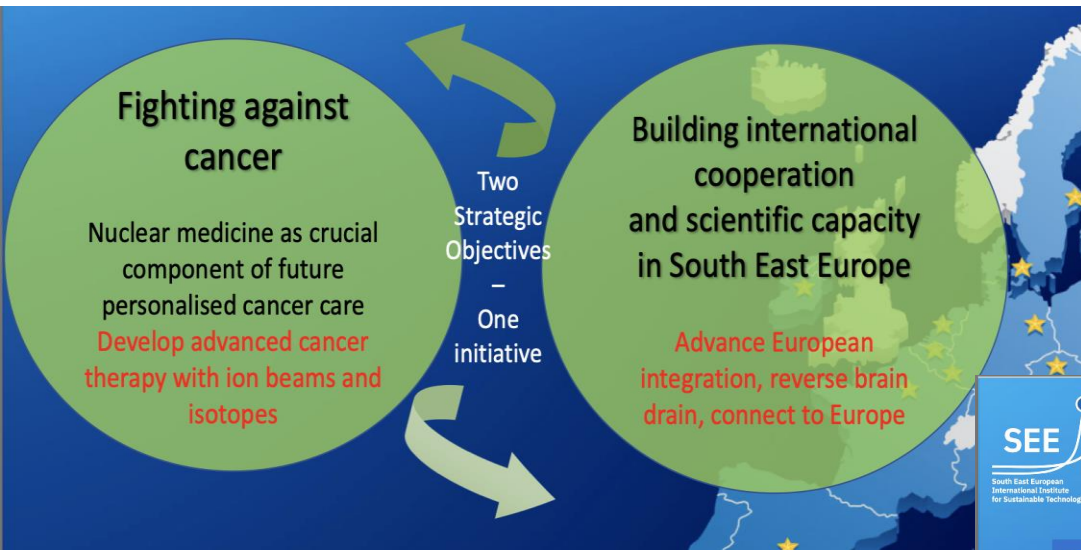 Fighting against
cancer
Nuclear medicine as crucial
component of future
personalised cancer care
Develop advanced cancer
therapy with ion beams and
isotopes
Two
Strategic
Objectives
–
One
initiative
Building international
cooperation
and scientific capacity
in South East Europe
Advance European
integration, reverse brain
drain, connect to Europe
SEE
South East European
International Institute
for Sustainable